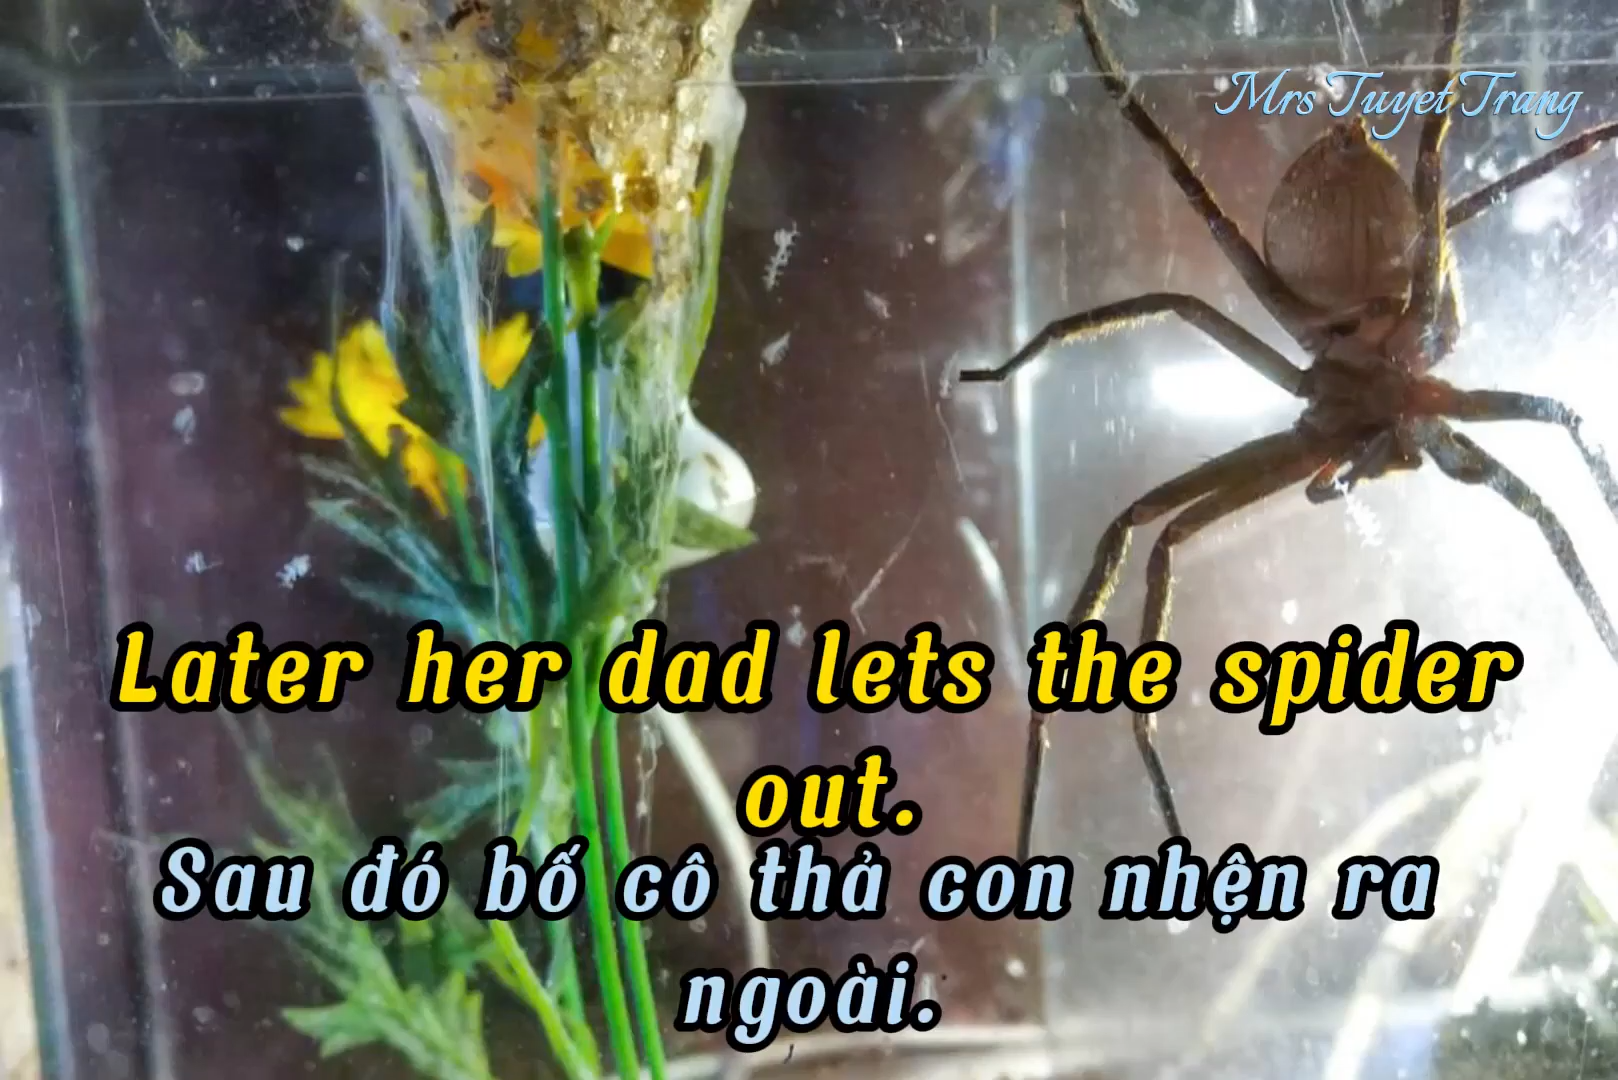 Mrs Tuyet Trang
Later her dad lets the spider
out.
Sau đó bố cô thả con nhện ra
ngoài.